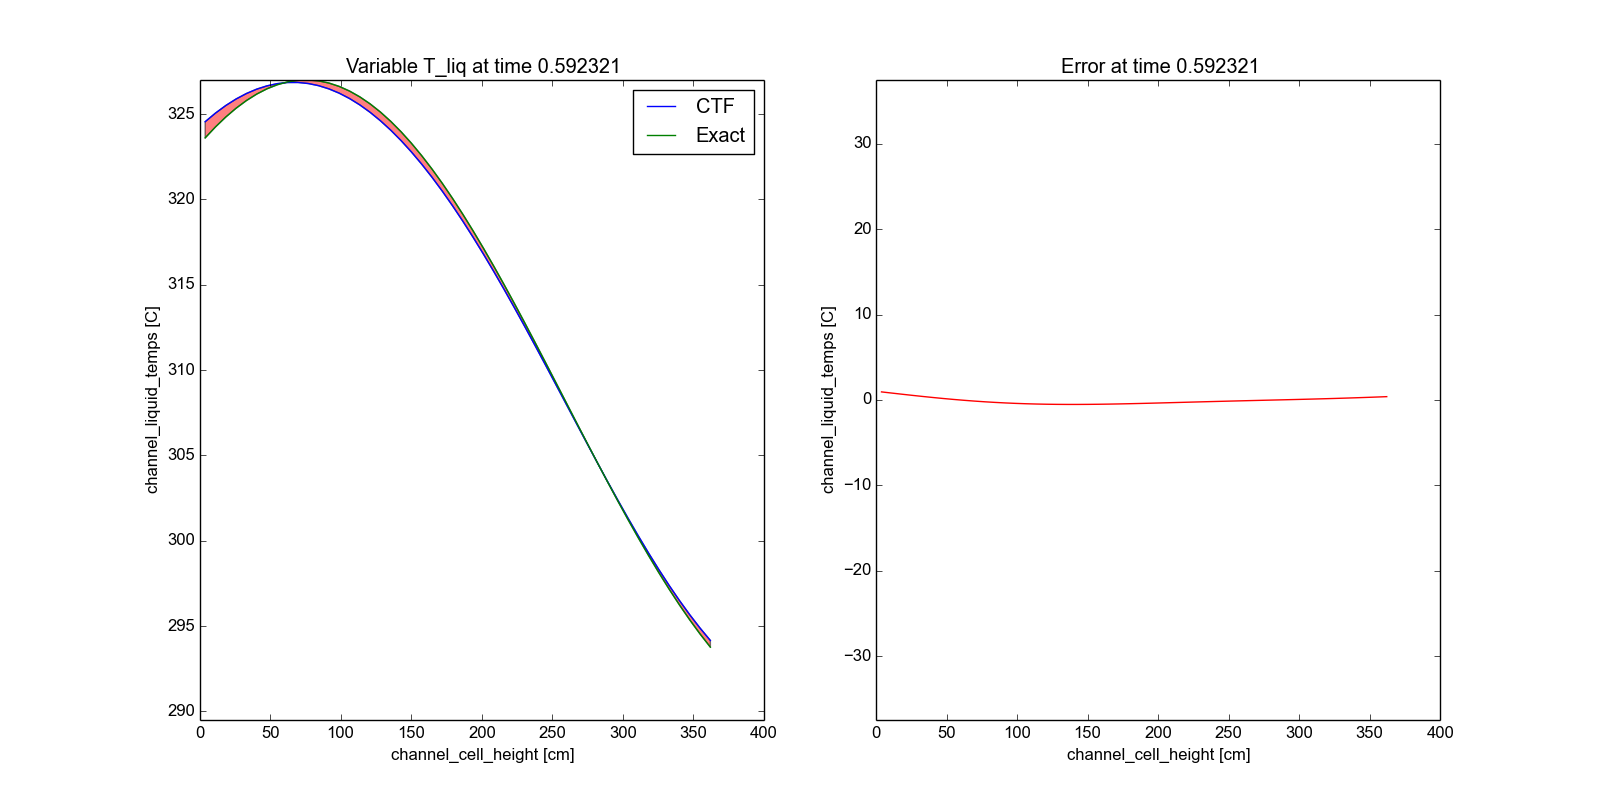 Variable T_liq at time 0.592321
CTF
Exact
325
320
315
310
305
300
295
290
0 50 100 150 200 250 300 350 400
channel_cell_height [cm]
channel_liquid_temps [C]
Error at time 0.592321
30
20
10
0
−10
−20
−30
0 50 100 150 200 250 300 350 400
channel_cell_height [cm]
channel_liquid_temps [C]